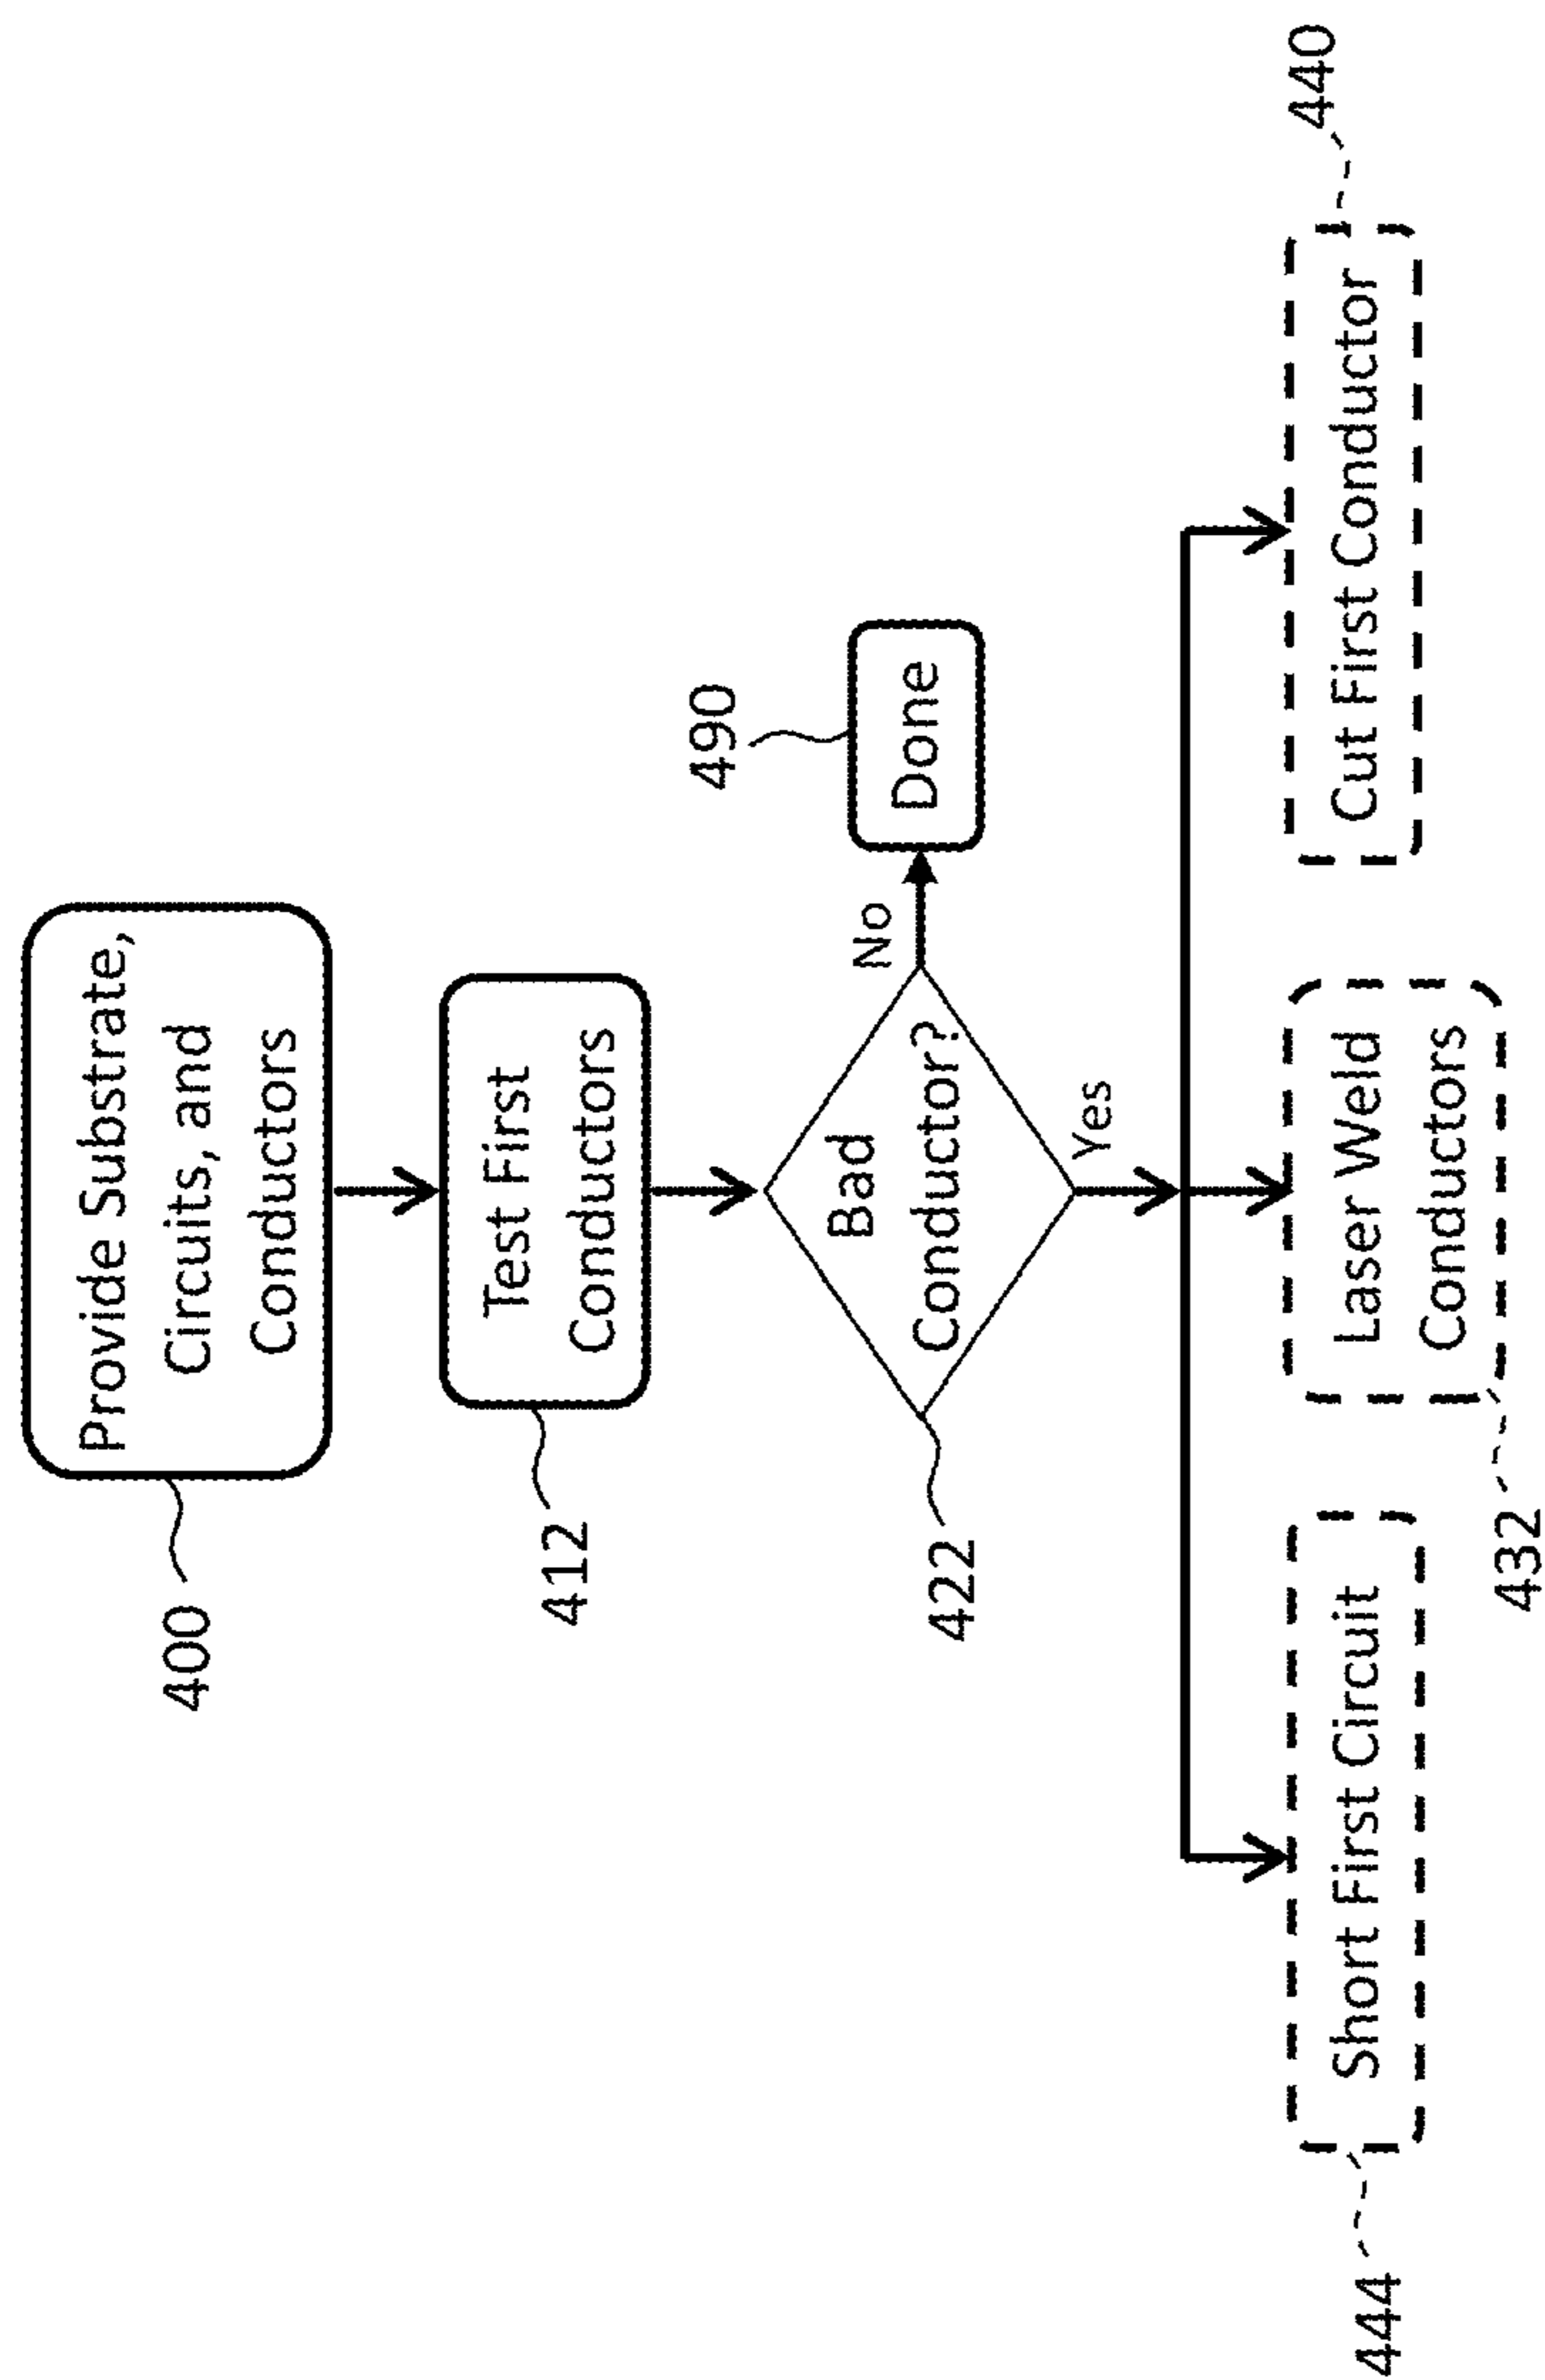 400
Provide Substrate,
Circuits, and
Conductors
412
Test First
Conductors
422
Bad
Conductor?
No
490
Done
Yes
444
Short First Circuit
432
Laser Weld
Conductors
Cut First Conductor
440